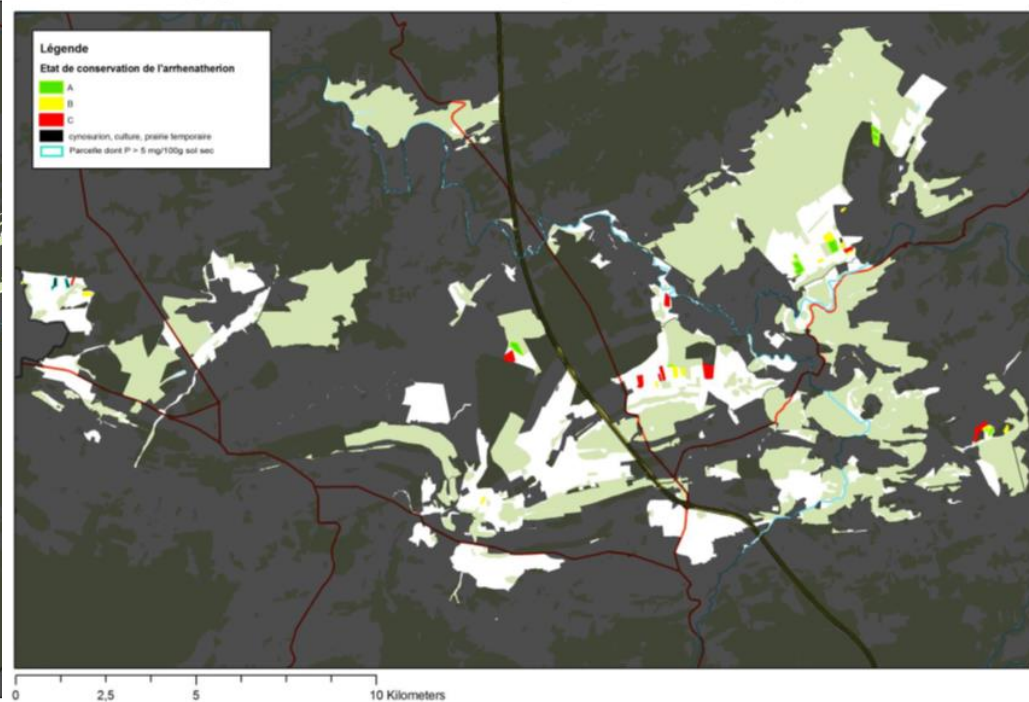 Légende
Etat de conservation de l'arrhenatherion
A
B
C
cynosurion, culture, prairie temporaire
Parcelle dont P > 5 mg/100g sol sec
0 2,5 5 10 Kilometers